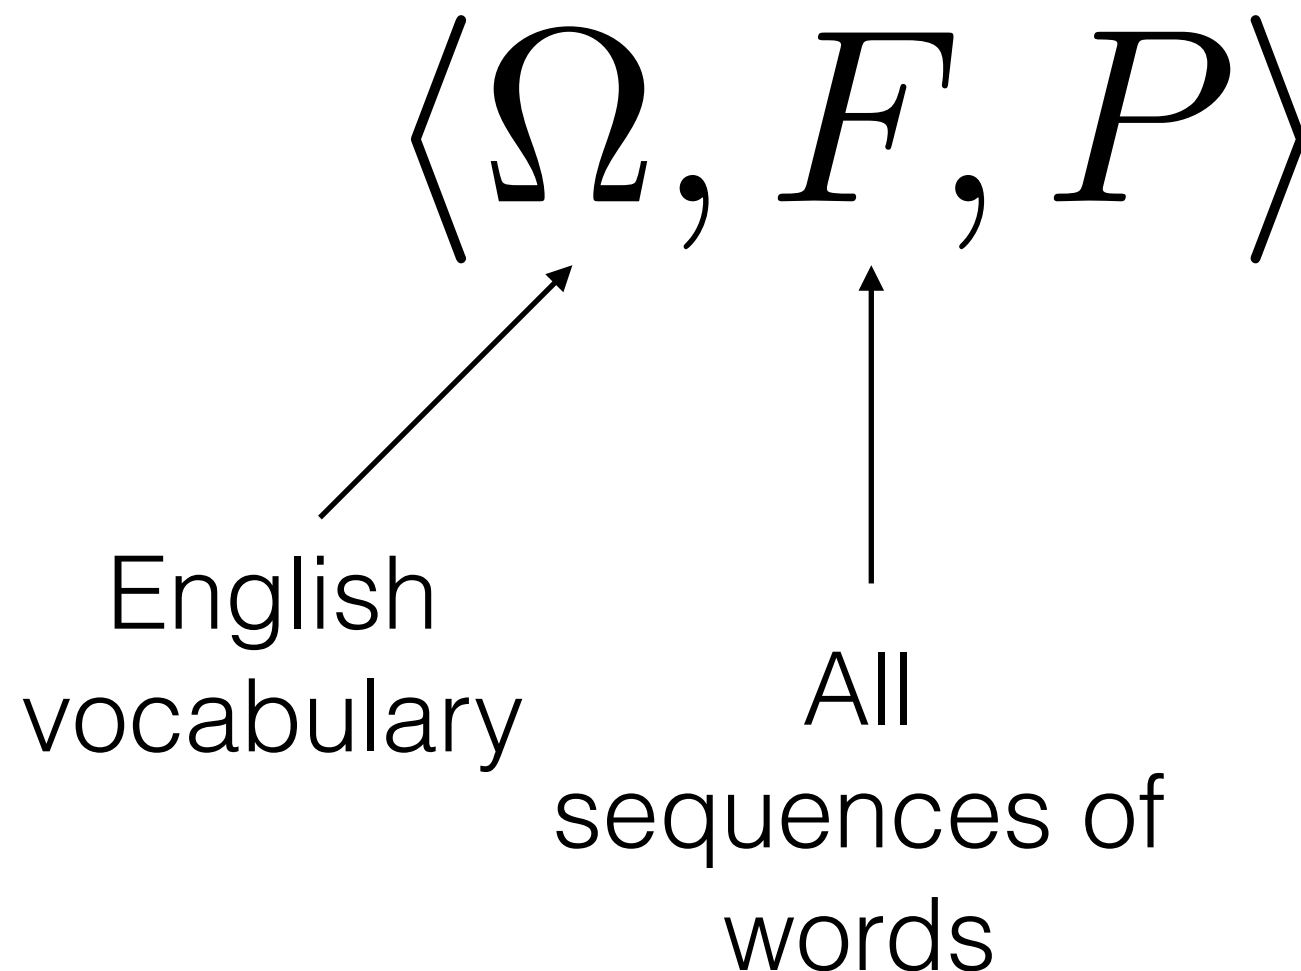 ⟨Ω, F, P⟩
English
vocabulary
All
sequences of
words